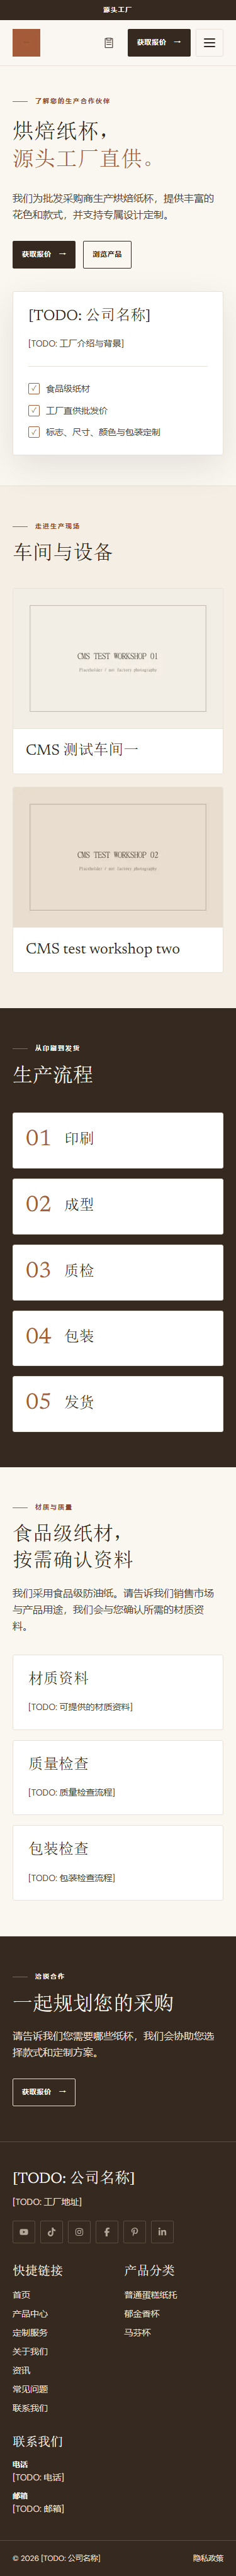 源头工厂
获取报价 →
了解您的生产合作伙伴
烘焙纸杯，
源头工厂直供。
我们为批发采购商生产烘焙纸杯，提供丰富的
花色和款式，并支持专属设计定制。
获取报价 →
浏览产品
[TODO: 公司名称]
[TODO: 工厂介绍与背景]
食品级纸材
工厂直供批发价
标志、尺寸、颜色与包装定制
走进生产现场
车间与设备
CMS TEST WORKSHOP 01
Placeholder / not factory photography
CMS 测试车间一
CMS TEST WORKSHOP 02
Placeholder / not factory photography
CMS test workshop two
从印刷到发货
生产流程
01 印刷
02 成型
03 质检
04 包装
05 发货
材质与质量
食品级纸材，
按需确认资料
我们采用食品级防油纸。请告诉我们销售市场
与产品用途，我们会与您确认所需的材质资
料。
材质资料
[TODO: 可提供的材质资料]
质量检查
[TODO: 质量检查流程]
包装检查
[TODO: 包装检查流程]
洽谈合作
一起规划您的采购
请告诉我们您需要哪些纸杯，我们会协助您选
择款式和定制方案。
获取报价 →
[TODO: 公司名称]
[TODO: 工厂地址]
快捷链接
首页
产品中心
定制服务
关于我们
资讯
常见问题
联系我们
产品分类
普通蛋糕纸托
郁金香杯
马芬杯
联系我们
电话
[TODO: 电话]
邮箱
[TODO: 邮箱]
© 2026 [TODO: 公司名称]
隐私政策